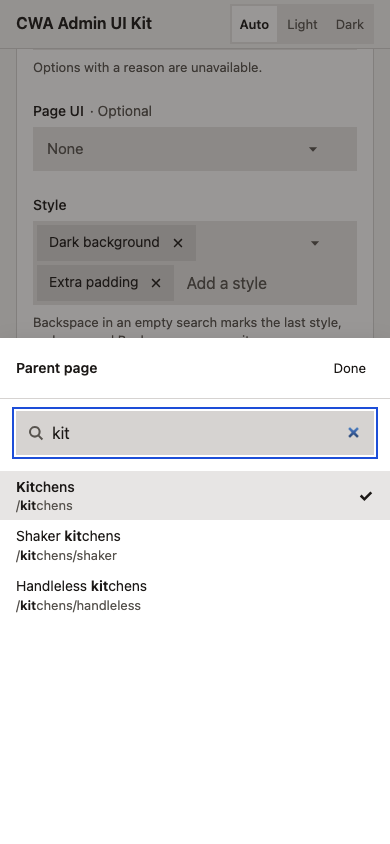 CWA Admin UI Kit
Auto Light Dark
Options with a reason are unavailable.
Page UI · Optional
None
Style
Dark background
Extra padding
Add a style
Backspace in an empty search marks the last style,
Parent page
Done
kit
Kitchens
/kitchens
Shaker kitchens
/kitchens/shaker
Handleless kitchens
/kitchens/handleless